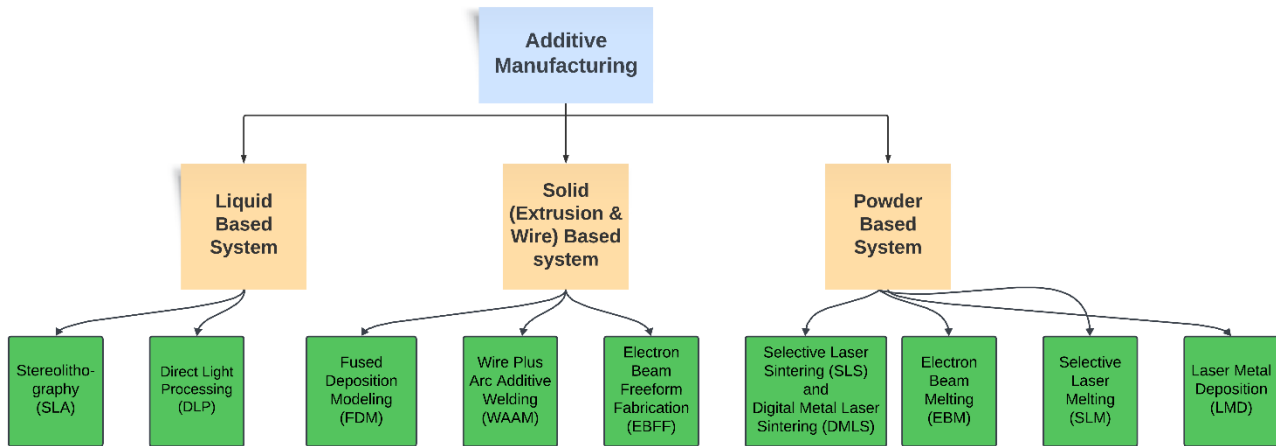 Additive
Manufacturing
Liquid
Based
System
Solid
(Extrusion &
Wire) Based
system
Powder
Based
System
Stereolitho-
graphy
(SLA)
Direct Light
Processing
(DLP)
Fused
Deposition
Modeling
(FDM)
Wire Plus
Arc Additive
Welding
(WAAM)
Electron
Beam
Freeform
Fabrication
(EBFF)
Selective Laser
Sintering (SLS)
and
Digital Metal Laser
Sintering (DMLS)
Electron
Beam
Melting
(EBM)
Selective
Laser
Melting
(SLM)
Laser Metal
Deposition
(LMD)